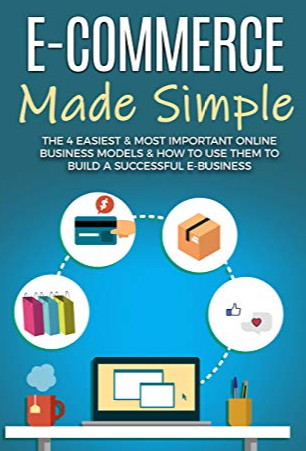 E-COMMERCE
Made Simple
THE 4 EASIEST & MOST IMPORTANT ONLINE
BUSINESS MODELS & HOW TO USE THEM TO
BUILD A SUCCESSFUL E-BUSINESS
$